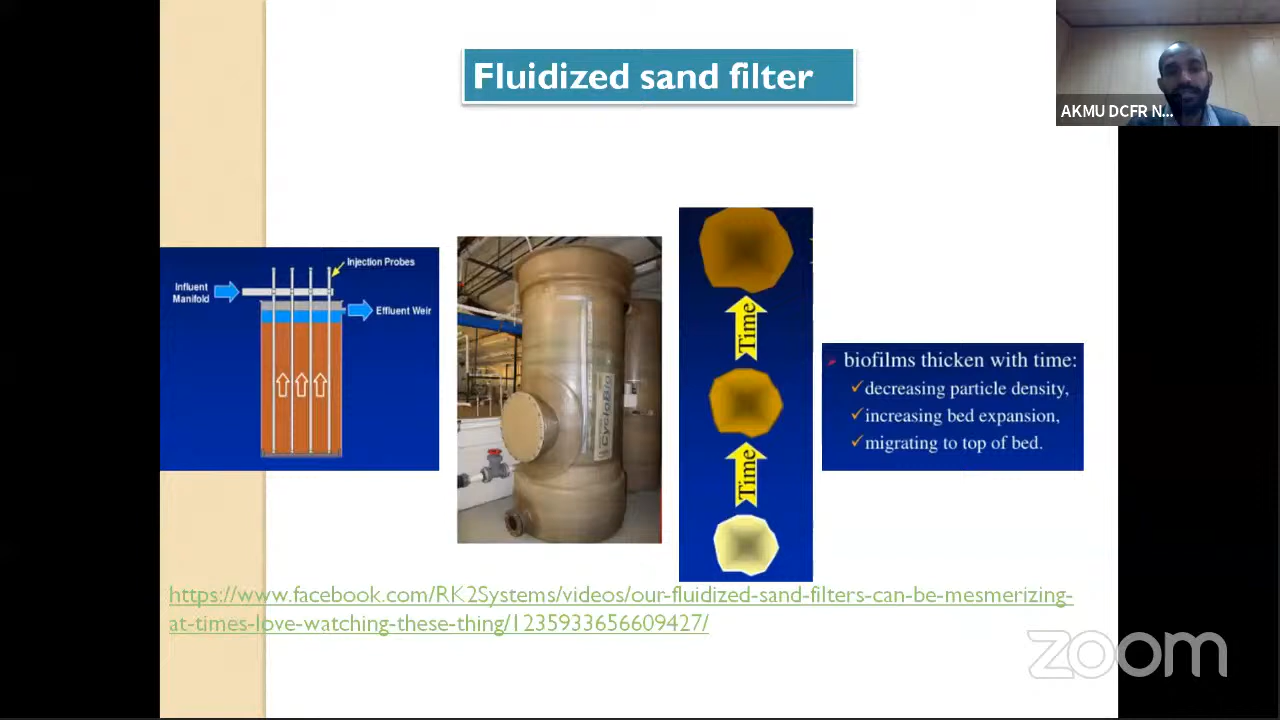 Fluidized sand filter
AKMU DCFR N...
Injection Probes
Influent
Manifold
Effluent Weir
CycloBio
Time
Time
biofilms thicken with time:
decreasing particle density,
increasing bed expansion,
migrating to top of bed.
https://www.facebook.com/RK2Systems/videos/our-fluidized-sand-filters-can-be-mesmerizing-
at-times-love-watching-these-thing/1235933656609427/
zoom